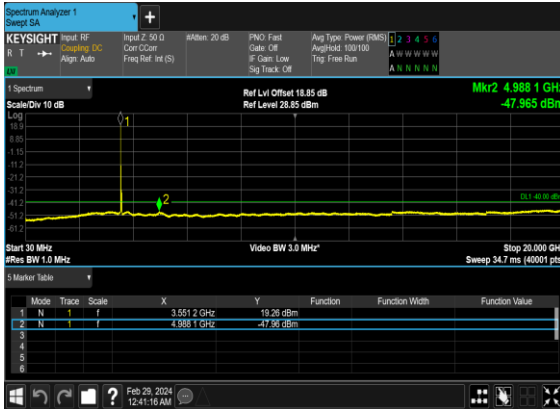 Spectrum Analyzer 1
Swept SA
+
KEYSIGHT
R T
Input: RF
Coupling: DC
Align: Auto
Input Z: 50 Ω
Corr CCorr
Freq Ref: Int (S)
#Atten: 20 dB
PNO: Fast
Gate: Off
IF Gain: Low
Sig Track: Off
Avg Type: Power (RMS)
Avg|Hold: 100/100
Trig: Free Run
1 2 3 4 5 6
A W W W W W
A N N N N N
1 Spectrum
Scale/Div 10 dB
Ref Lvl Offset 18.85 dB
Ref Level 28.85 dBm
Mkr2 4.988 1 GHz
-47.965 dBm
Log
18.9
8.85
-1.15
-11.2
-21.2
-31.2
-41.2
-51.2
-61.2
1
2
DL1 -40.00 dBm
Start 30 MHz
#Res BW 1.0 MHz
Video BW 3.0 MHz*
Stop 20.000 GHz
Sweep 34.7 ms (40001 pts)
5 Marker Table
Mode Trace Scale X Y Function Function Width Function Value
1 N 1 f 3.551 2 GHz 19.26 dBm
2 N 1 f 4.988 1 GHz -47.96 dBm
3
4
5
6
?
Feb 29, 2024
12:41:16 AM